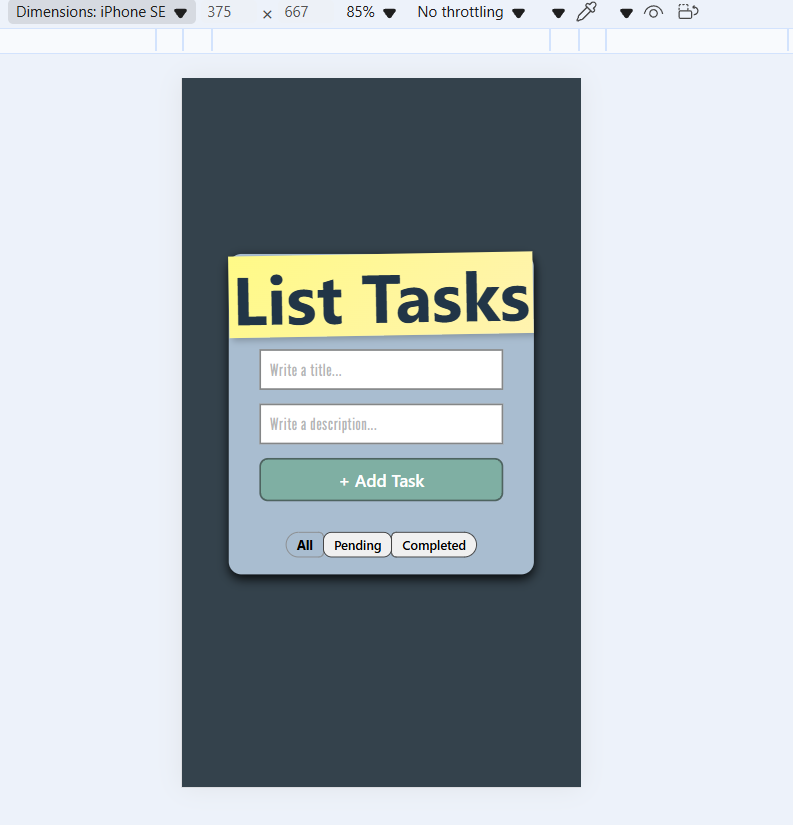 Dimensions: iPhone SE 375 × 667 85% No throttling
List Tasks
Write a title...
Write a description...
+ Add Task
All Pending Completed